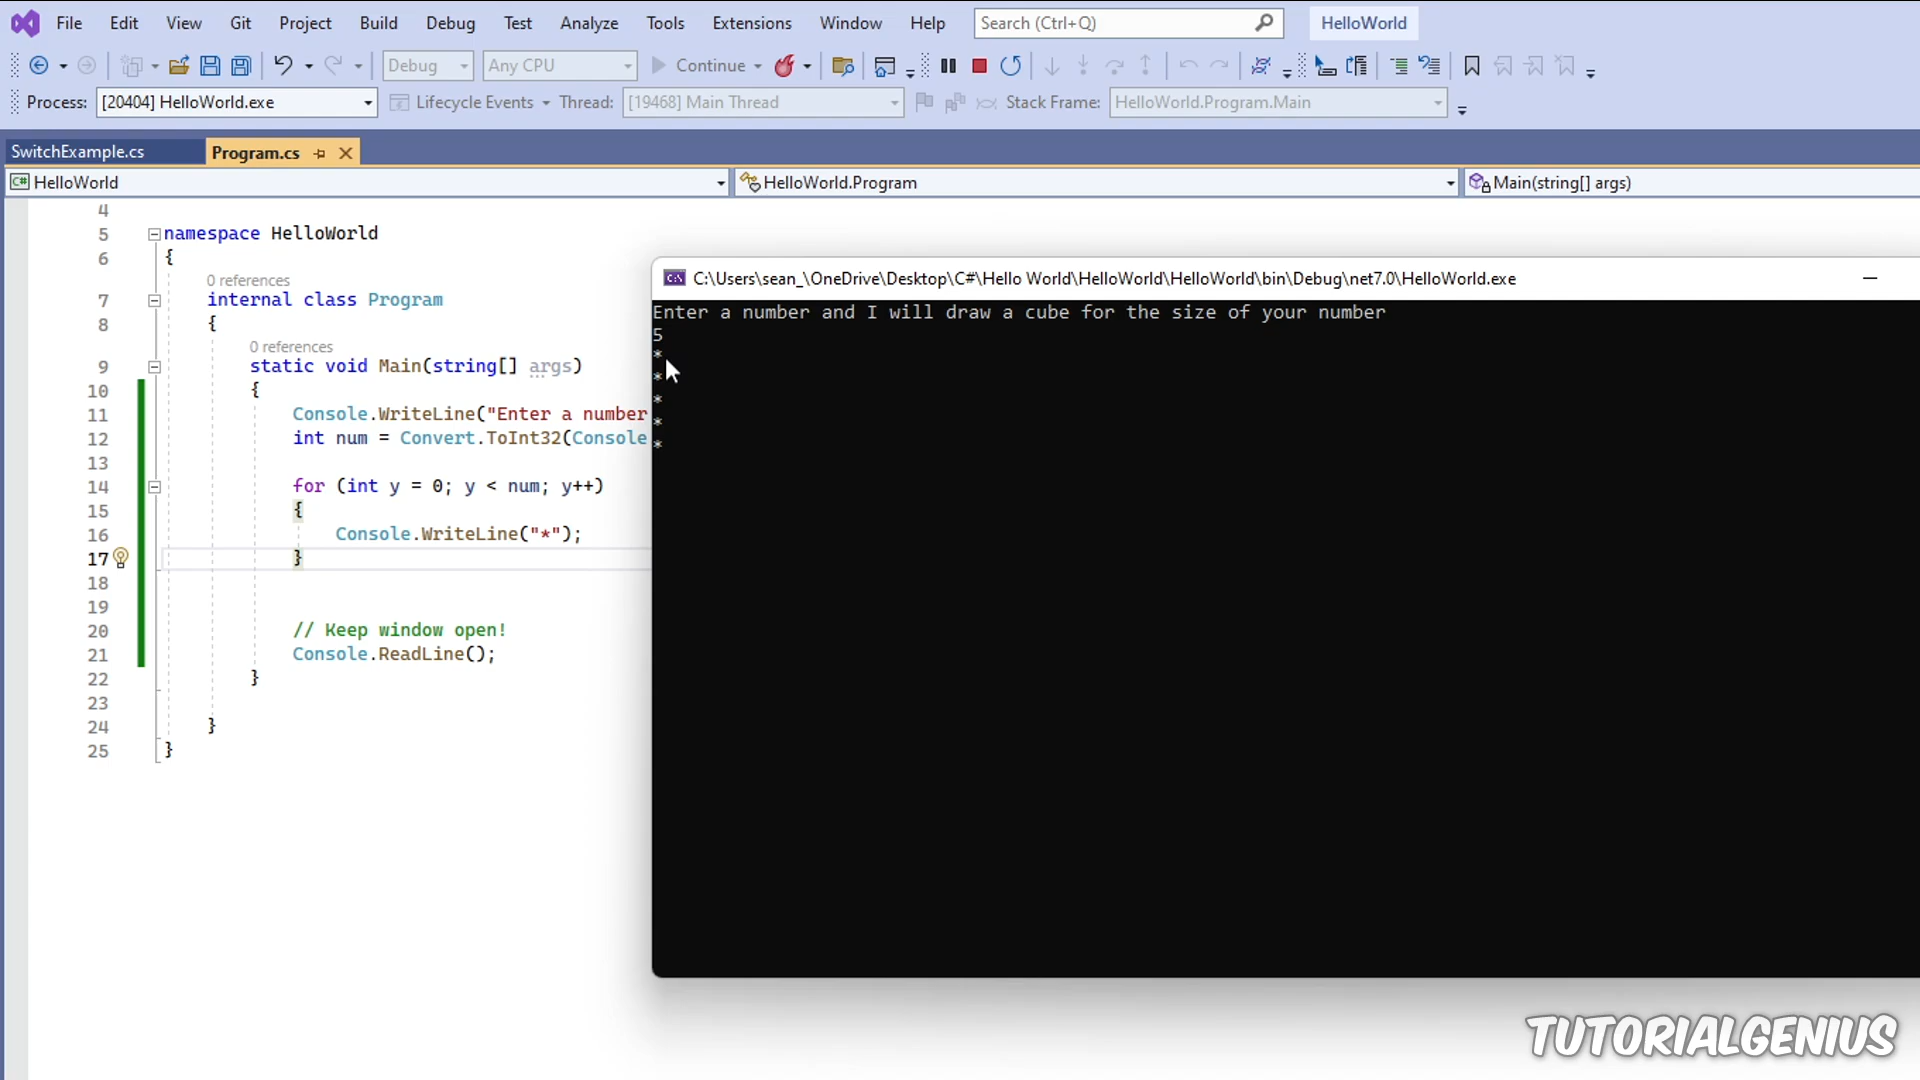 File Edit View Git Project Build Debug Test Analyze Tools Extensions Window Help Search (Ctrl+Q) HelloWorld
Debug Any CPU Continue
Process: [20404] HelloWorld.exe Lifecycle Events Thread: [19468] Main Thread Stack Frame: HelloWorld.Program.Main
SwitchExample.cs Program.cs
C# HelloWorld HelloWorld.Program Main(string[] args)
4
5 namespace HelloWorld
6 {
0 references
7 internal class Program
8 {
0 references
9 static void Main(string[] args)
10 {
11 Console.WriteLine("Enter a number
12 int num = Convert.ToInt32(Console
13
14 for (int y = 0; y < num; y++)
15 {
16 Console.WriteLine("*");
17 }
18
19
20 // Keep window open!
21 Console.ReadLine();
22 }
23
24 }
25 }
C:\Users\sean_\OneDrive\Desktop\C#\Hello World\HelloWorld\HelloWorld\bin\Debug\net7.0\HelloWorld.exe
Enter a number and I will draw a cube for the size of your number
5
*
*
*
*
*
TUTORIALGENIUS